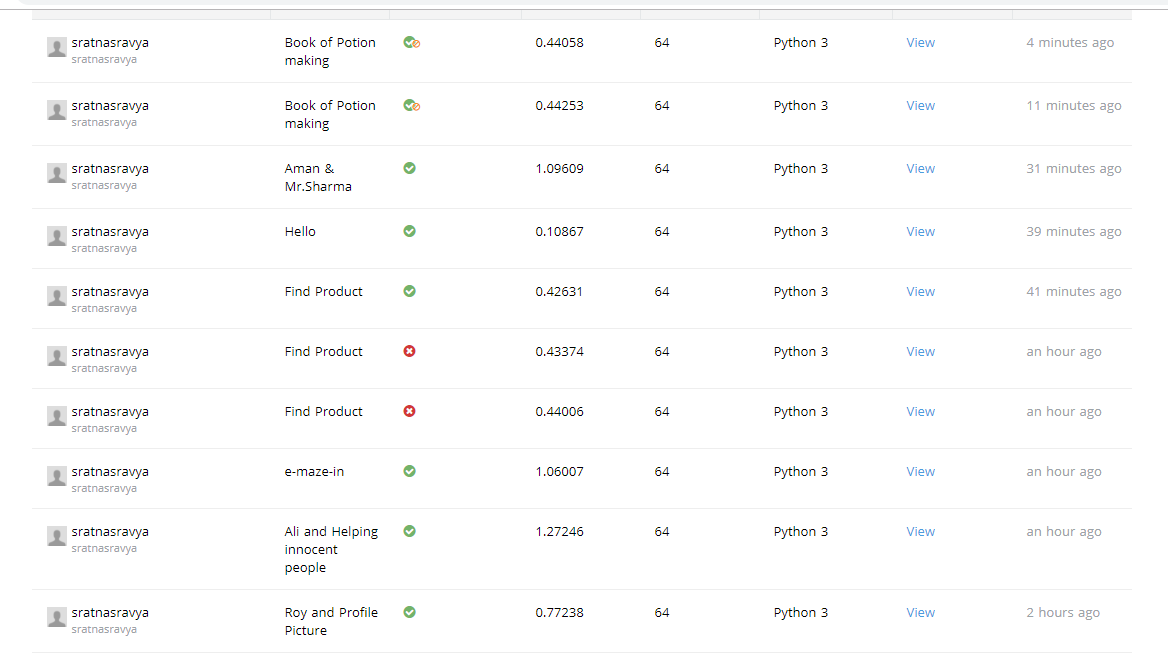 sratnasravya Book of Potion 0.44058 64 Python 3 View 4 minutes ago
sratnasravya making
sratnasravya Book of Potion 0.44253 64 Python 3 View 11 minutes ago
sratnasravya making
sratnasravya Aman & 1.09609 64 Python 3 View 31 minutes ago
sratnasravya Mr.Sharma
sratnasravya Hello 0.10867 64 Python 3 View 39 minutes ago
sratnasravya
sratnasravya Find Product 0.42631 64 Python 3 View 41 minutes ago
sratnasravya
sratnasravya Find Product 0.43374 64 Python 3 View an hour ago
sratnasravya
sratnasravya Find Product 0.44006 64 Python 3 View an hour ago
sratnasravya
sratnasravya e-maze-in 1.06007 64 Python 3 View an hour ago
sratnasravya
sratnasravya Ali and Helping 1.27246 64 Python 3 View an hour ago
sratnasravya innocent
people
sratnasravya Roy and Profile 0.77238 64 Python 3 View 2 hours ago
sratnasravya Picture